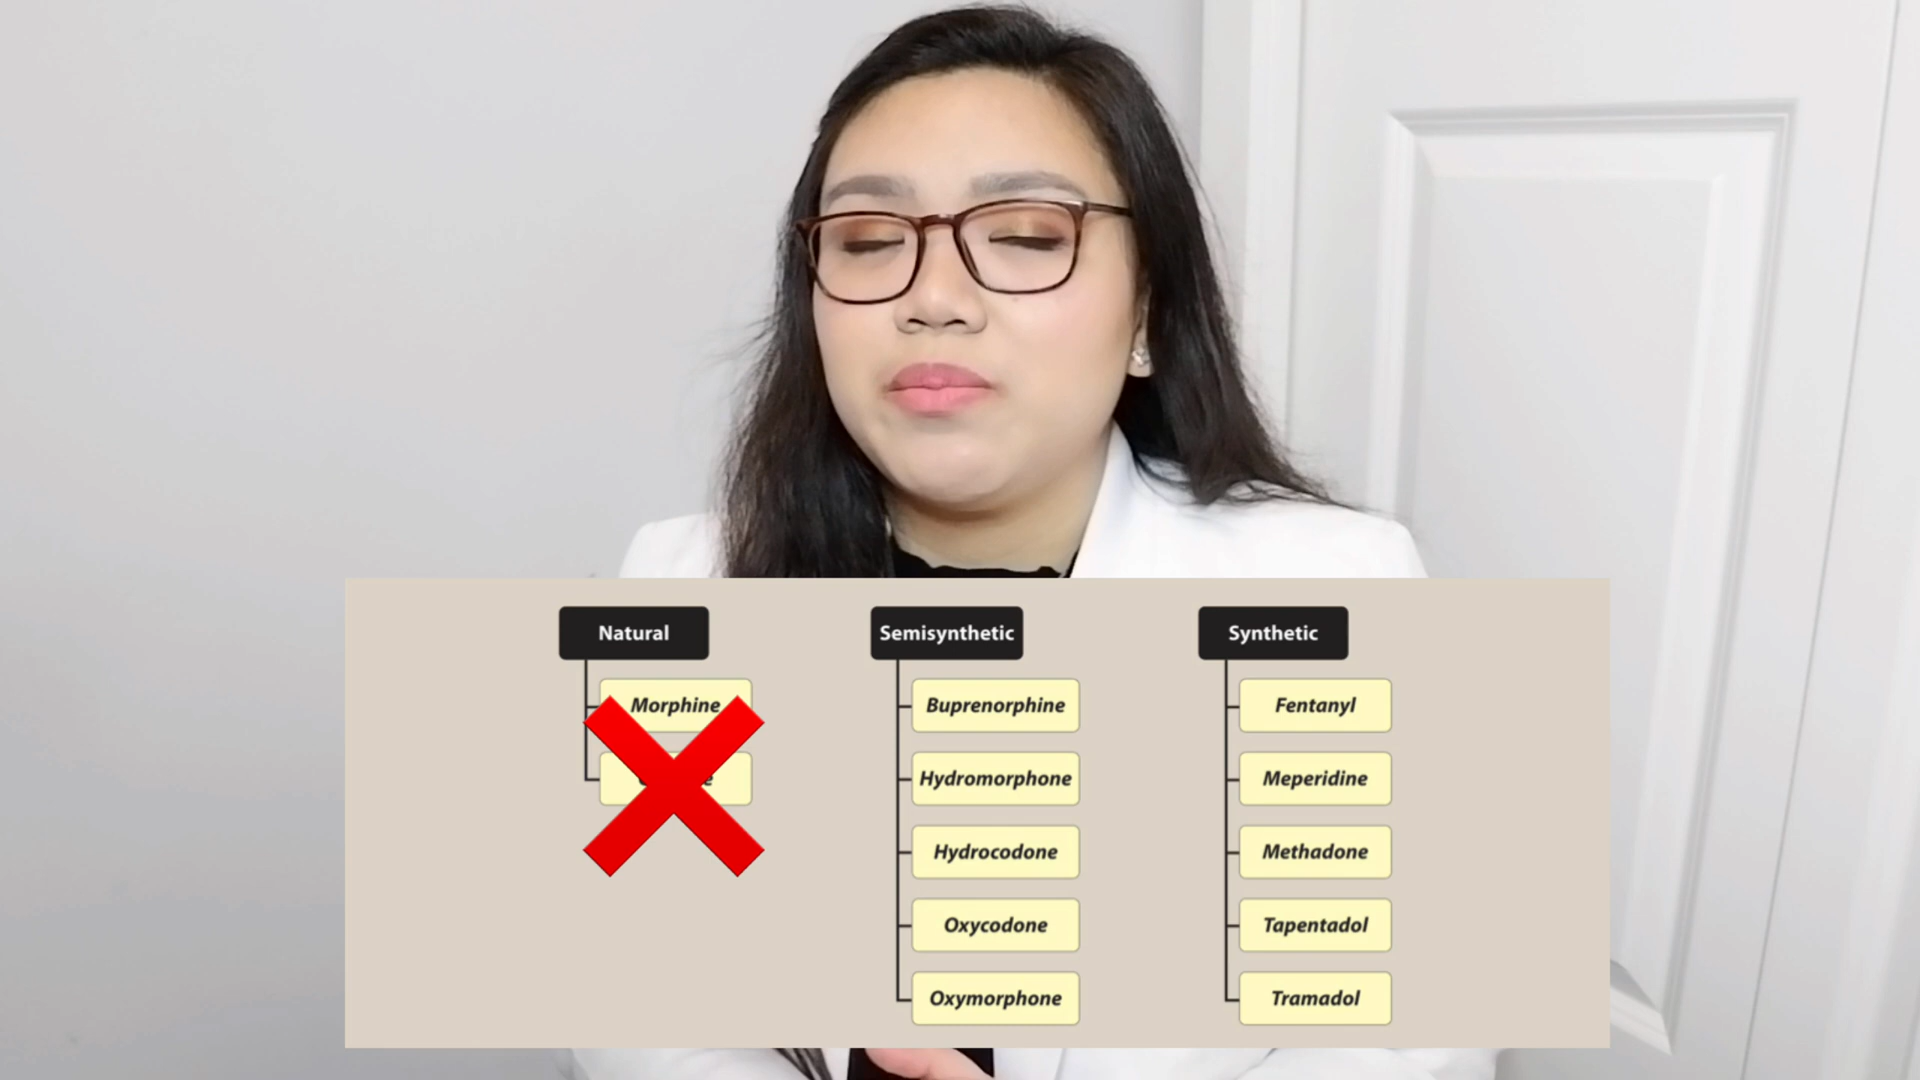 Natural
Morphine
Semisynthetic
Buprenorphine
Hydromorphone
Hydrocodone
Oxycodone
Oxymorphone
Synthetic
Fentanyl
Meperidine
Methadone
Tapentadol
Tramadol